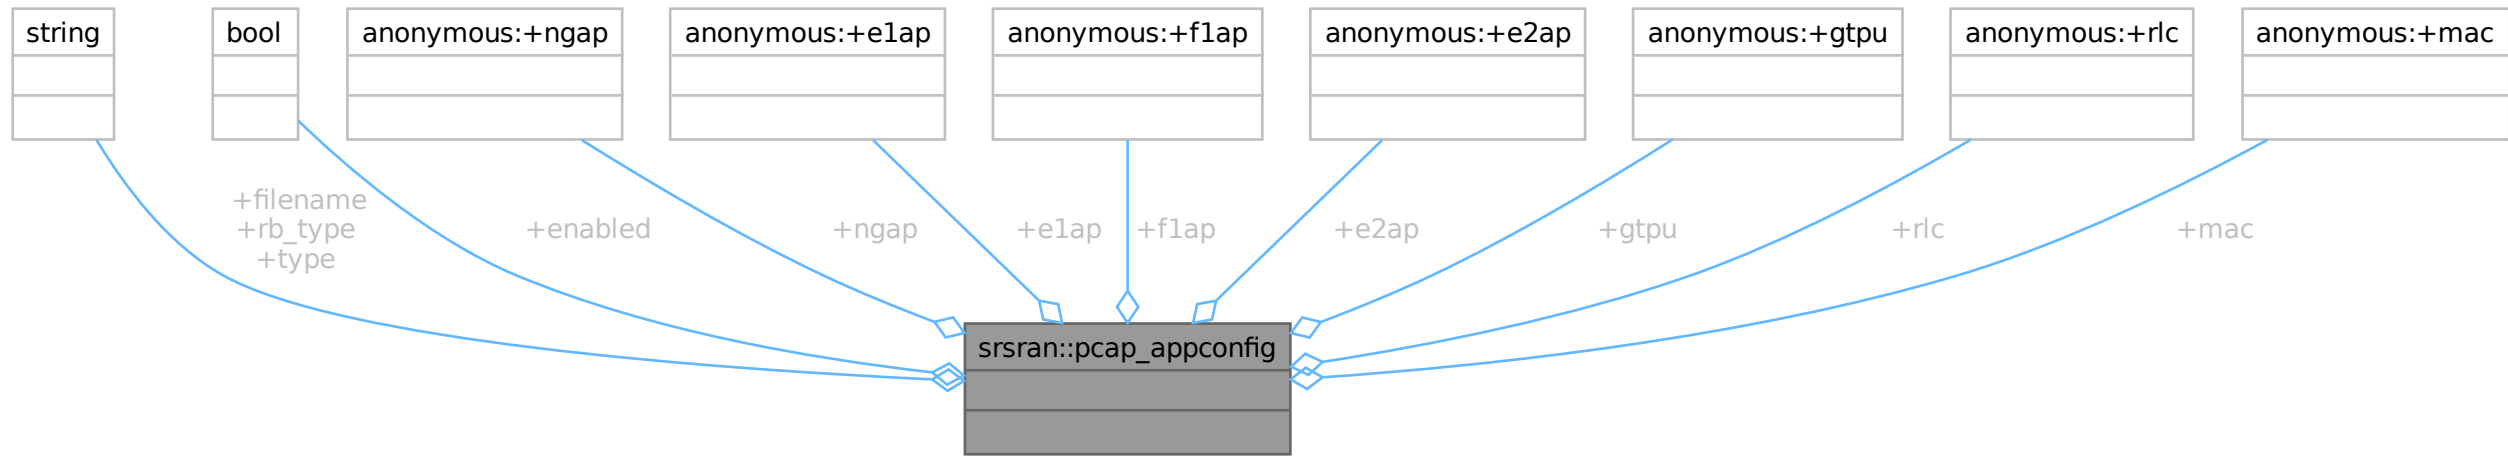 string
bool
anonymous:+ngap
anonymous:+e1ap
anonymous:+f1ap
anonymous:+e2ap
anonymous:+gtpu
anonymous:+rlc
anonymous:+mac
+filename
+rb_type
+type
+enabled
+ngap
+e1ap
+f1ap
+e2ap
+gtpu
+rlc
+mac
srsran::pcap_appconfig